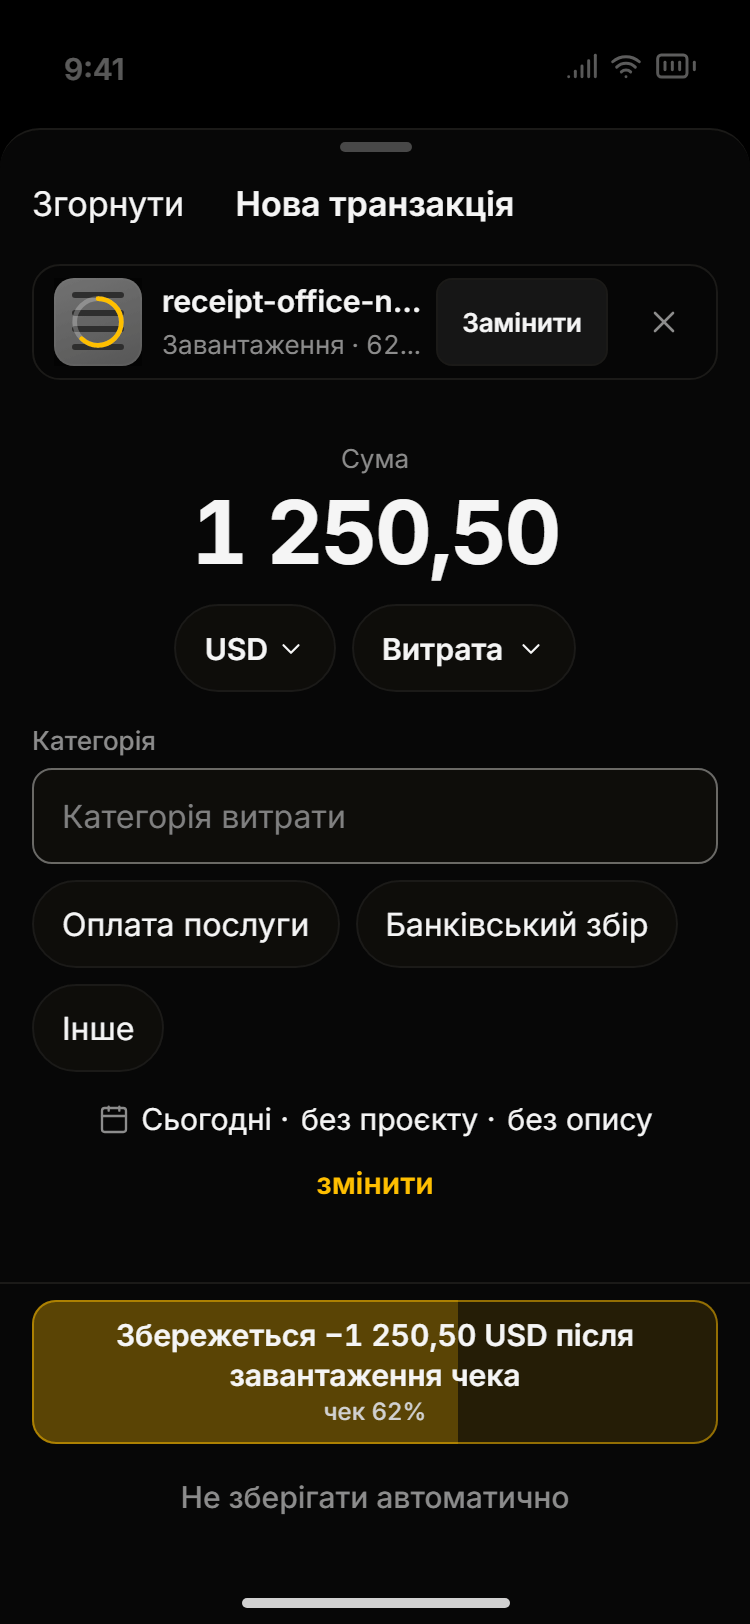 9:41
Згорнути
Нова транзакція
receipt-office-n...
Замінити
Завантаження · 62...
Сума
1 250,50
USD
Витрата
Категорія
Категорія витрати
Оплата послуги
Банківський збір
Інше
Сьогодні · без проєкту · без опису
змінити
Збережеться −1 250,50 USD після
завантаження чека
чек 62%
Не зберігати автоматично